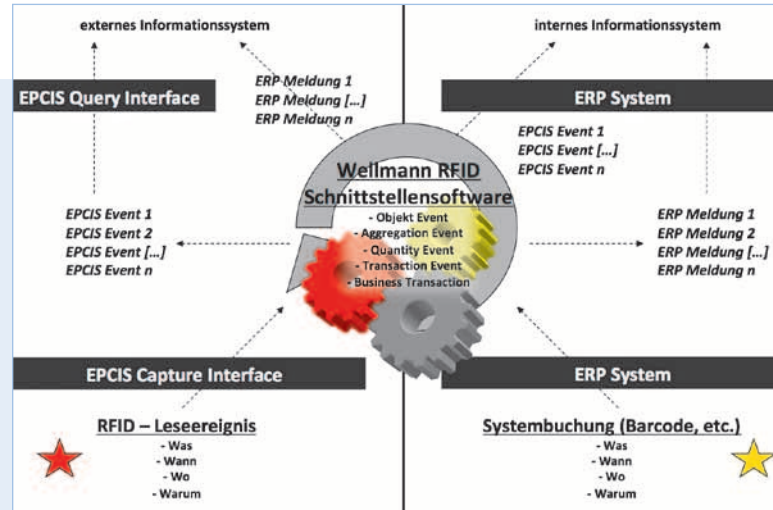 externes Informationssystem
internes Informationssystem
EPCIS Query Interface
ERP Meldung 1
ERP Meldung [...]
ERP Meldung n
ERP System
EPCIS Event 1
EPCIS Event [...]
EPCIS Event n
Weilmann RFID
Schnittstellensoftware
- Objekt Event
- Aggregation Event
- Quantity Event
- Transaction Event
- Business Transaction
EPCIS Event 1
EPCIS Event 2
EPCIS Event [...]
EPCIS Event n
ERP Meldung 1
ERP Meldung 2
ERP Meldung [...]
ERP Meldung n
EPCIS Capture Interface
ERP System
RFID – Leseereignis
- Was
- Wann
- Wo
- Warum
Systembuchung (Barcode, etc.)
- Was
- Wann
- Wo
- Warum